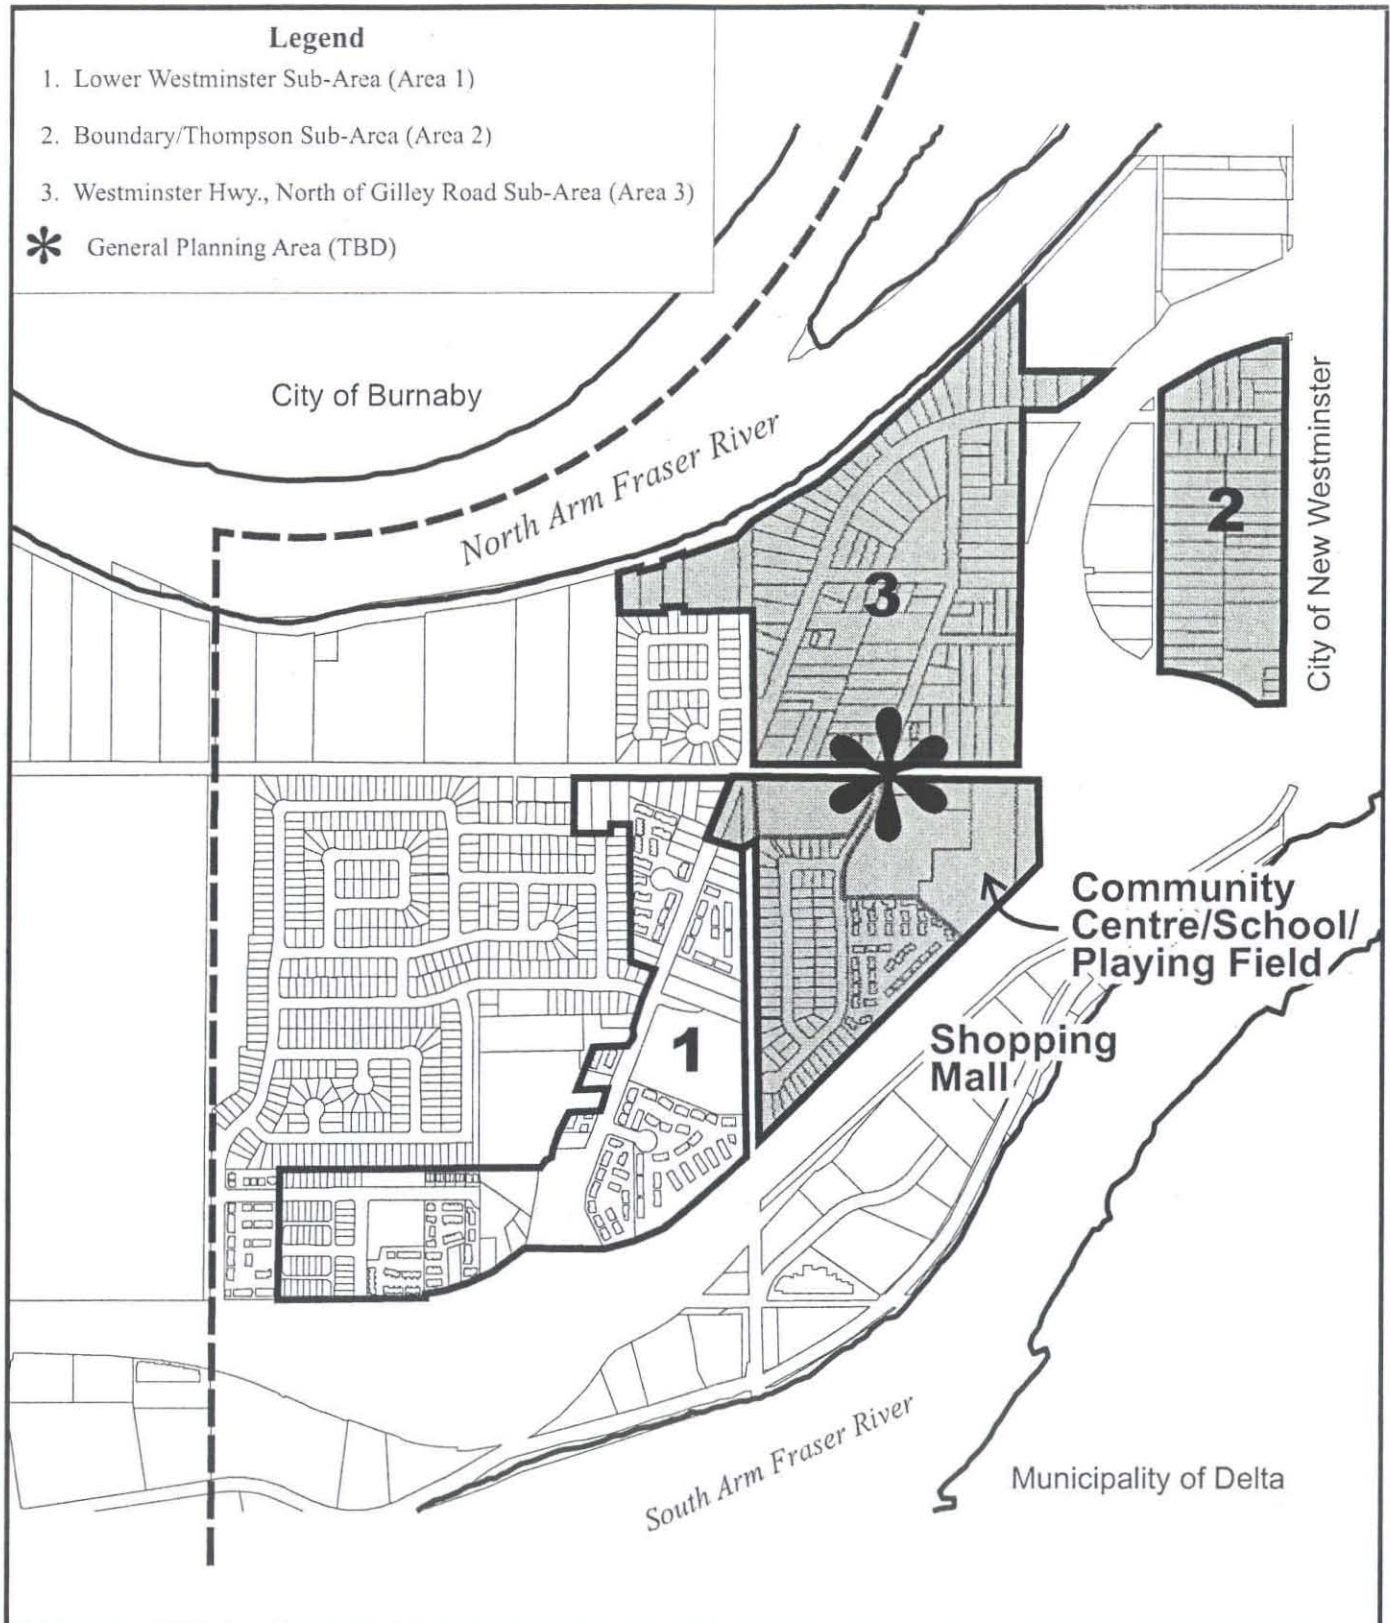 Legend
1. Lower Westminster Sub-Area (Area 1)
2. Boundary/Thompson Sub-Area (Area 2)
3. Westminster Hwy., North of Gilley Road Sub-Area (Area 3)
General Planning Area (TBD)
City of Burnaby
North Arm Fraser River
City of New Westminster
2
3
Community
Centre/School/
Playing Field
1
Shopping
Mall
South Arm Fraser River
Municipality of Delta